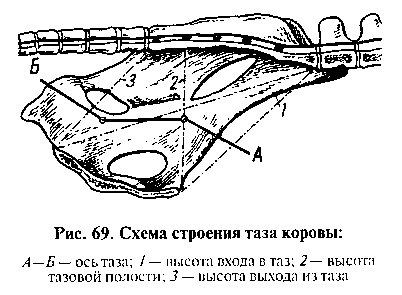 Б
3
2
1
А
Рис. 69. Схема строения таза коровы:
А—Б — ось таза; 1 — высота входа в таз; 2 — высота
тазовой полости; 3 — высота выхода из таза